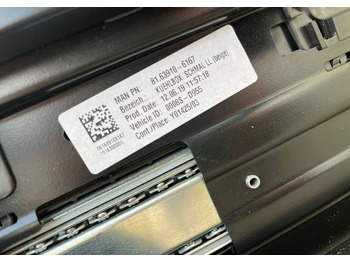 MAN PN: 81.63910-6167
Bezeich.: KUEHLBOX SCHMAL LL (beige)
Prod. Date: 12.06.19 11:57:18
Vehicle ID: 0008S-D955
Cont./Place: Y01425/03